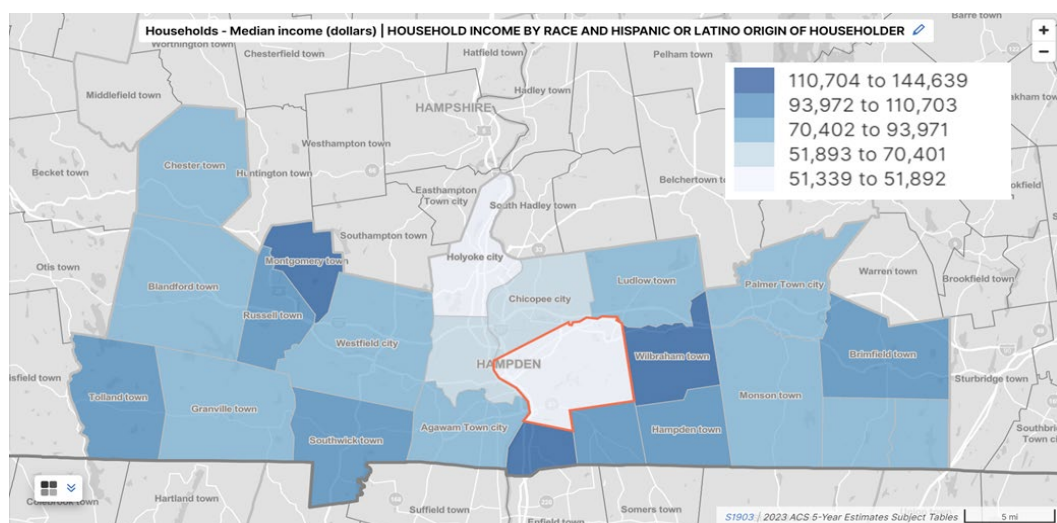 Households - Median income (dollars) | HOUSEHOLD INCOME BY RACE AND HISPANIC OR LATINO ORIGIN OF HOUSEHOLDER
+
−
110,704 to 144,639
93,972 to 110,703
70,402 to 93,971
51,893 to 70,401
51,339 to 51,892
Barre town
Worthington town
Chesterfield town
Hatfield town
Pelham town
Middlefield town
Hadley town
HAMPSHIRE
Westhampton town
Chester town
Becket town
Huntington town
Belchertown town
Easthampton
Town city
South Hadley town
Southampton town
Otis town
Montgomery town
Holyoke city
Warren town
Brookfield town
Blandford town
Ludlow town
Palmer Town city
Chicopee city
Russell town
Westfield city
Wilbraham town
Brimfield town
HAMPDEN
Sturbridge town
Tolland town
Monson town
Granville town
Agawam Town city
Hampden town
Southwick town
Hartland town
Suffield town
Enfield town
Somers town
S1903 / 2023 ACS 5-Year Estimates Subject Tables
5 mi